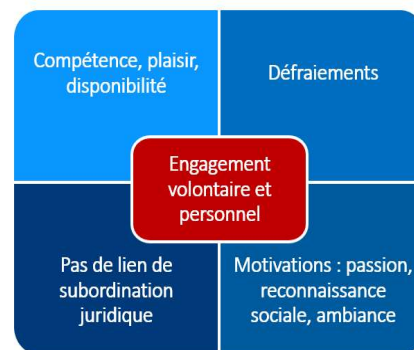 Compétence, plaisir,
disponibilité
Défraiements
Engagement
volontaire et
personnel
Pas de lien de
subordination
juridique
Motivations : passion,
reconnaissance
sociale, ambiance